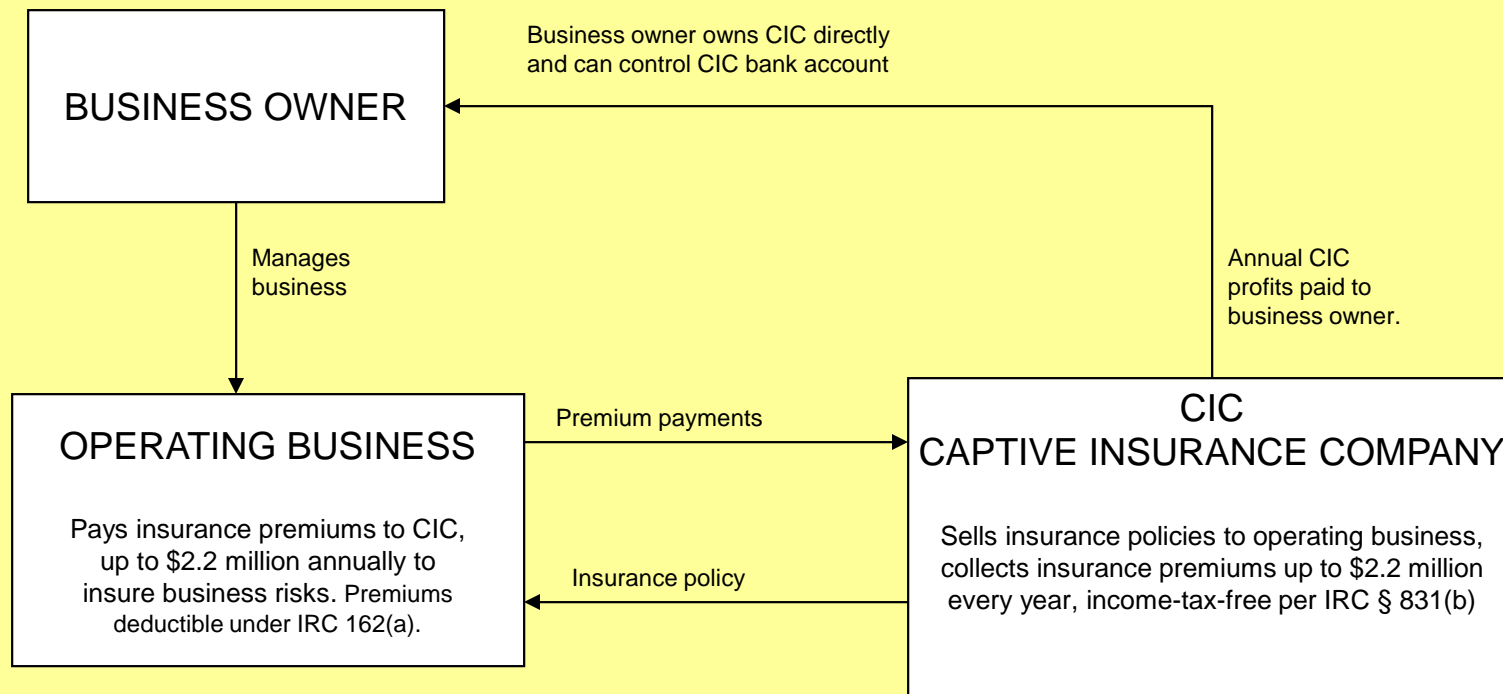 Business owner owns CIC directly
and can control CIC bank account
BUSINESS OWNER
Manages
business
Annual CIC
profits paid to
business owner.
OPERATING BUSINESS
Pays insurance premiums to CIC,
up to $2.2 million annually to
insure business risks. Premiums
deductible under IRC 162(a).
Premium payments
Insurance policy
CIC
CAPTIVE INSURANCE COMPANY
Sells insurance policies to operating business,
collects insurance premiums up to $2.2 million
every year, income-tax-free per IRC § 831(b)